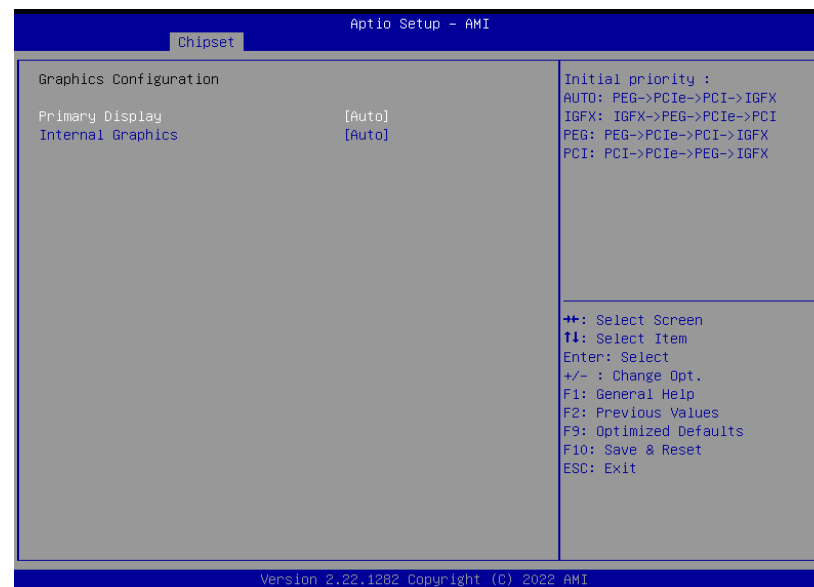 Aptio Setup – AMI
Chipset
Graphics Configuration
Primary Display [Auto]
Internal Graphics [Auto]
Initial priority :
AUTO: PEG->PCIe->PCI->IGFX
IGFX: IGFX->PEG->PCIe->PCI
PEG: PEG->PCIe->PCI->IGFX
PCI: PCI->PCIe->PEG->IGFX
→←: Select Screen
↑↓: Select Item
Enter: Select
+/- : Change Opt.
F1: General Help
F2: Previous Values
F9: Optimized Defaults
F10: Save & Reset
ESC: Exit
Version 2.22.1282 Copyright (C) 2022 AMI